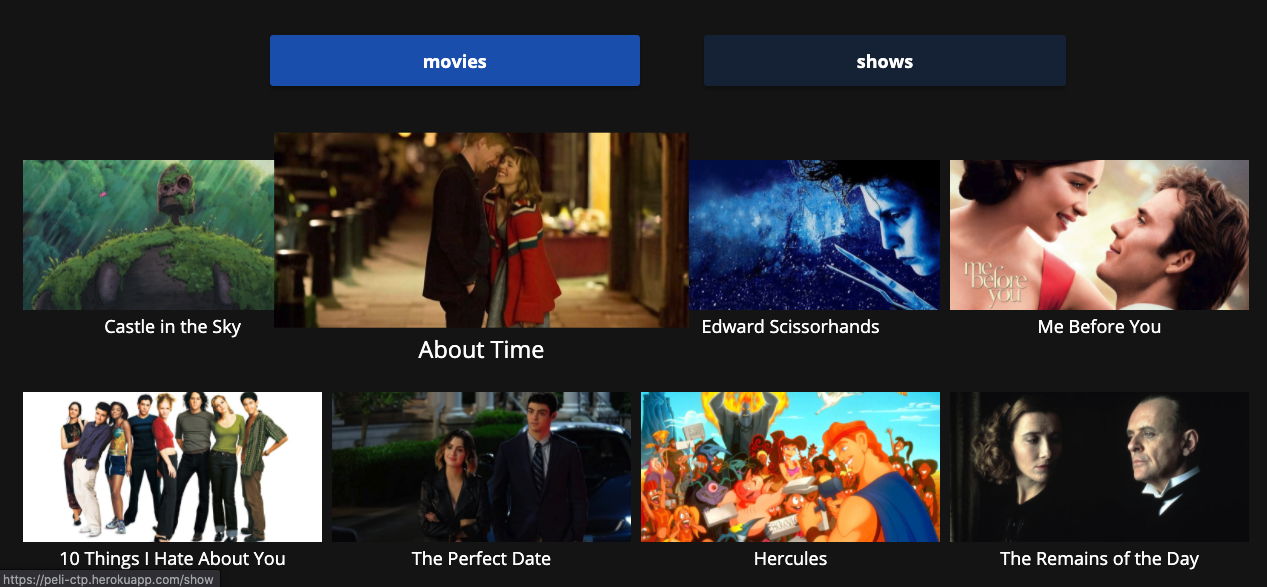 movies
shows
me
before
you
Castle in the Sky
About Time
Edward Scissorhands
Me Before You
10 Things I Hate About You
The Perfect Date
Hercules
The Remains of the Day
https://peli-ctp.herokuapp.com/show